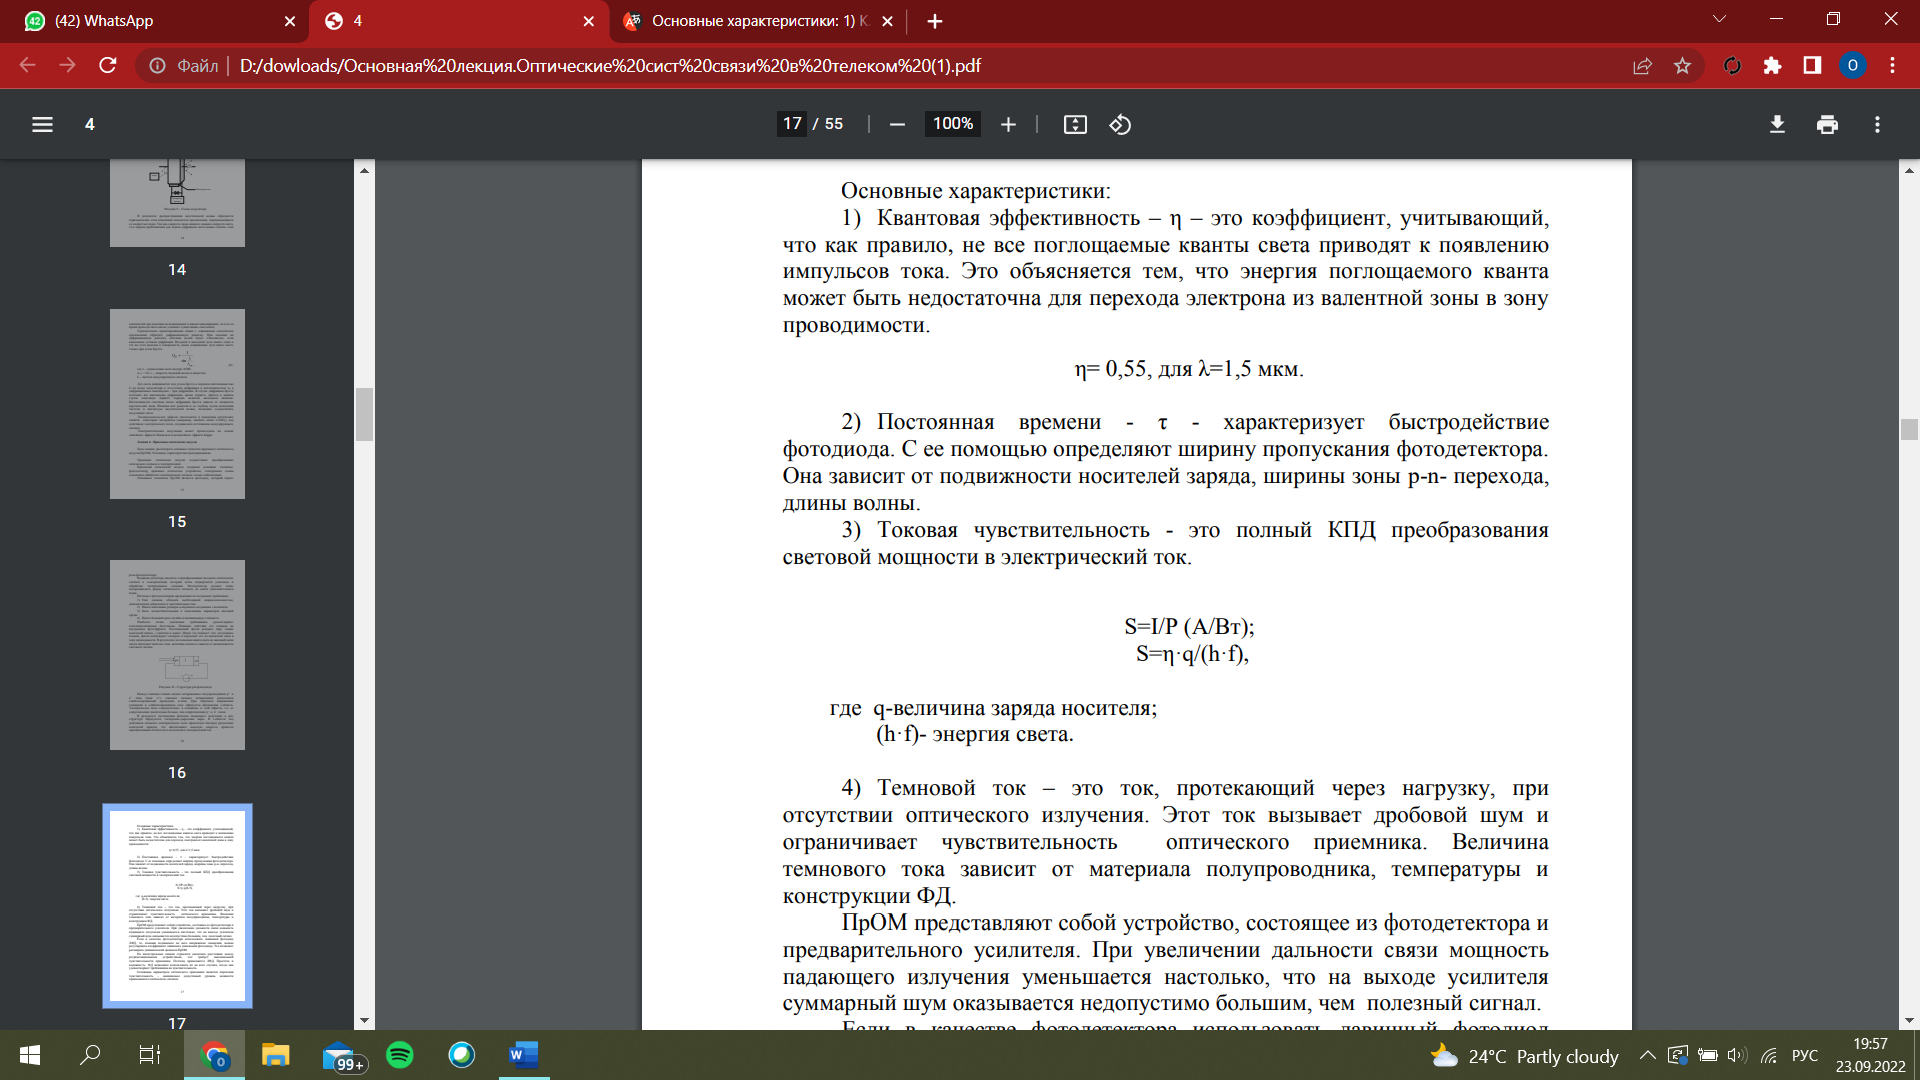 (42) WhatsApp
4
Основные характеристики: 1) К
Файл
D:/dowloads/Основная%20лекция.Оптические%20сист%20связи%20в%20телеком%20(1).pdf
O
4
17 / 55
100%
14
15
16
17
Основные характеристики:
1) Квантовая эффективность – η – это коэффициент, учитывающий,
что как правило, не все поглощаемые кванты света приводят к появлению
импульсов тока. Это объясняется тем, что энергия поглощаемого кванта
может быть недостаточна для перехода электрона из валентной зоны в зону
проводимости.
η= 0,55, для λ=1,5 мкм.
2) Постоянная времени - τ - характеризует быстродействие
фотодиода. С ее помощью определяют ширину пропускания фотодетектора.
Она зависит от подвижности носителей заряда, ширины зоны p-n- перехода,
длины волны.
3) Токовая чувствительность - это полный КПД преобразования
световой мощности в электрический ток.
S=I/P (А/Вт);
S=η·q/(h·f),
где q-величина заряда носителя;
(h·f)- энергия света.
4) Темновой ток – это ток, протекающий через нагрузку, при
отсутствии оптического излучения. Этот ток вызывает дробовой шум и
ограничивает чувствительность оптического приемника. Величина
темнового тока зависит от материала полупроводника, температуры и
конструкции ФД.
ПрОМ представляют собой устройство, состоящее из фотодетектора и
предварительного усилителя. При увеличении дальности связи мощность
падающего излучения уменьшается настолько, что на выходе усилителя
суммарный шум оказывается недопустимо большим, чем полезный сигнал.
Если в качестве фотодетектора использовать лавинный фотодиод
99+
24°C Partly cloudy
РУС
19:57
23.09.2022